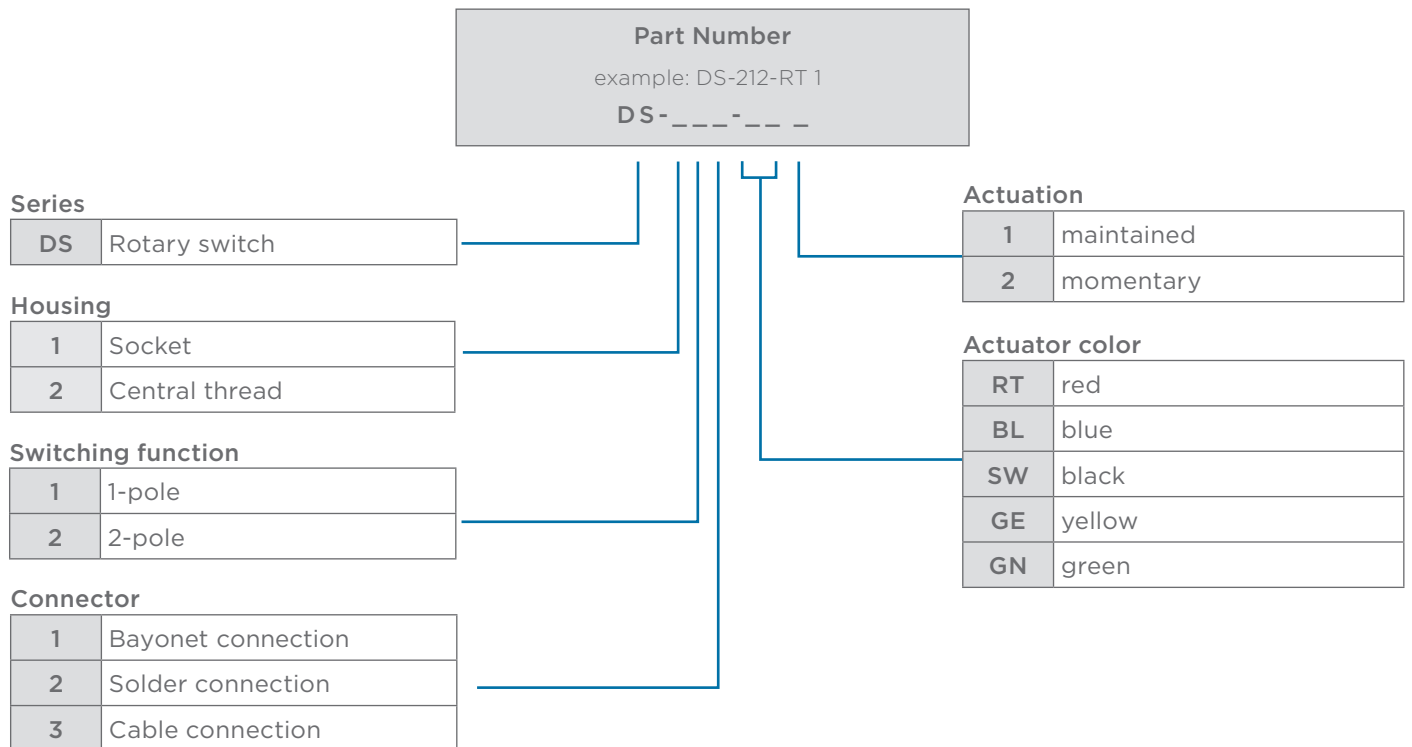 Part Number
example: DS-212-RT 1
DS-___-__ _
Series
DS Rotary switch
Housing
1 Socket
2 Central thread
Switching function
1 1-pole
2 2-pole
Connector
1 Bayonet connection
2 Solder connection
3 Cable connection
Actuation
1 maintained
2 momentary
Actuator color
RT red
BL blue
SW black
GE yellow
GN green